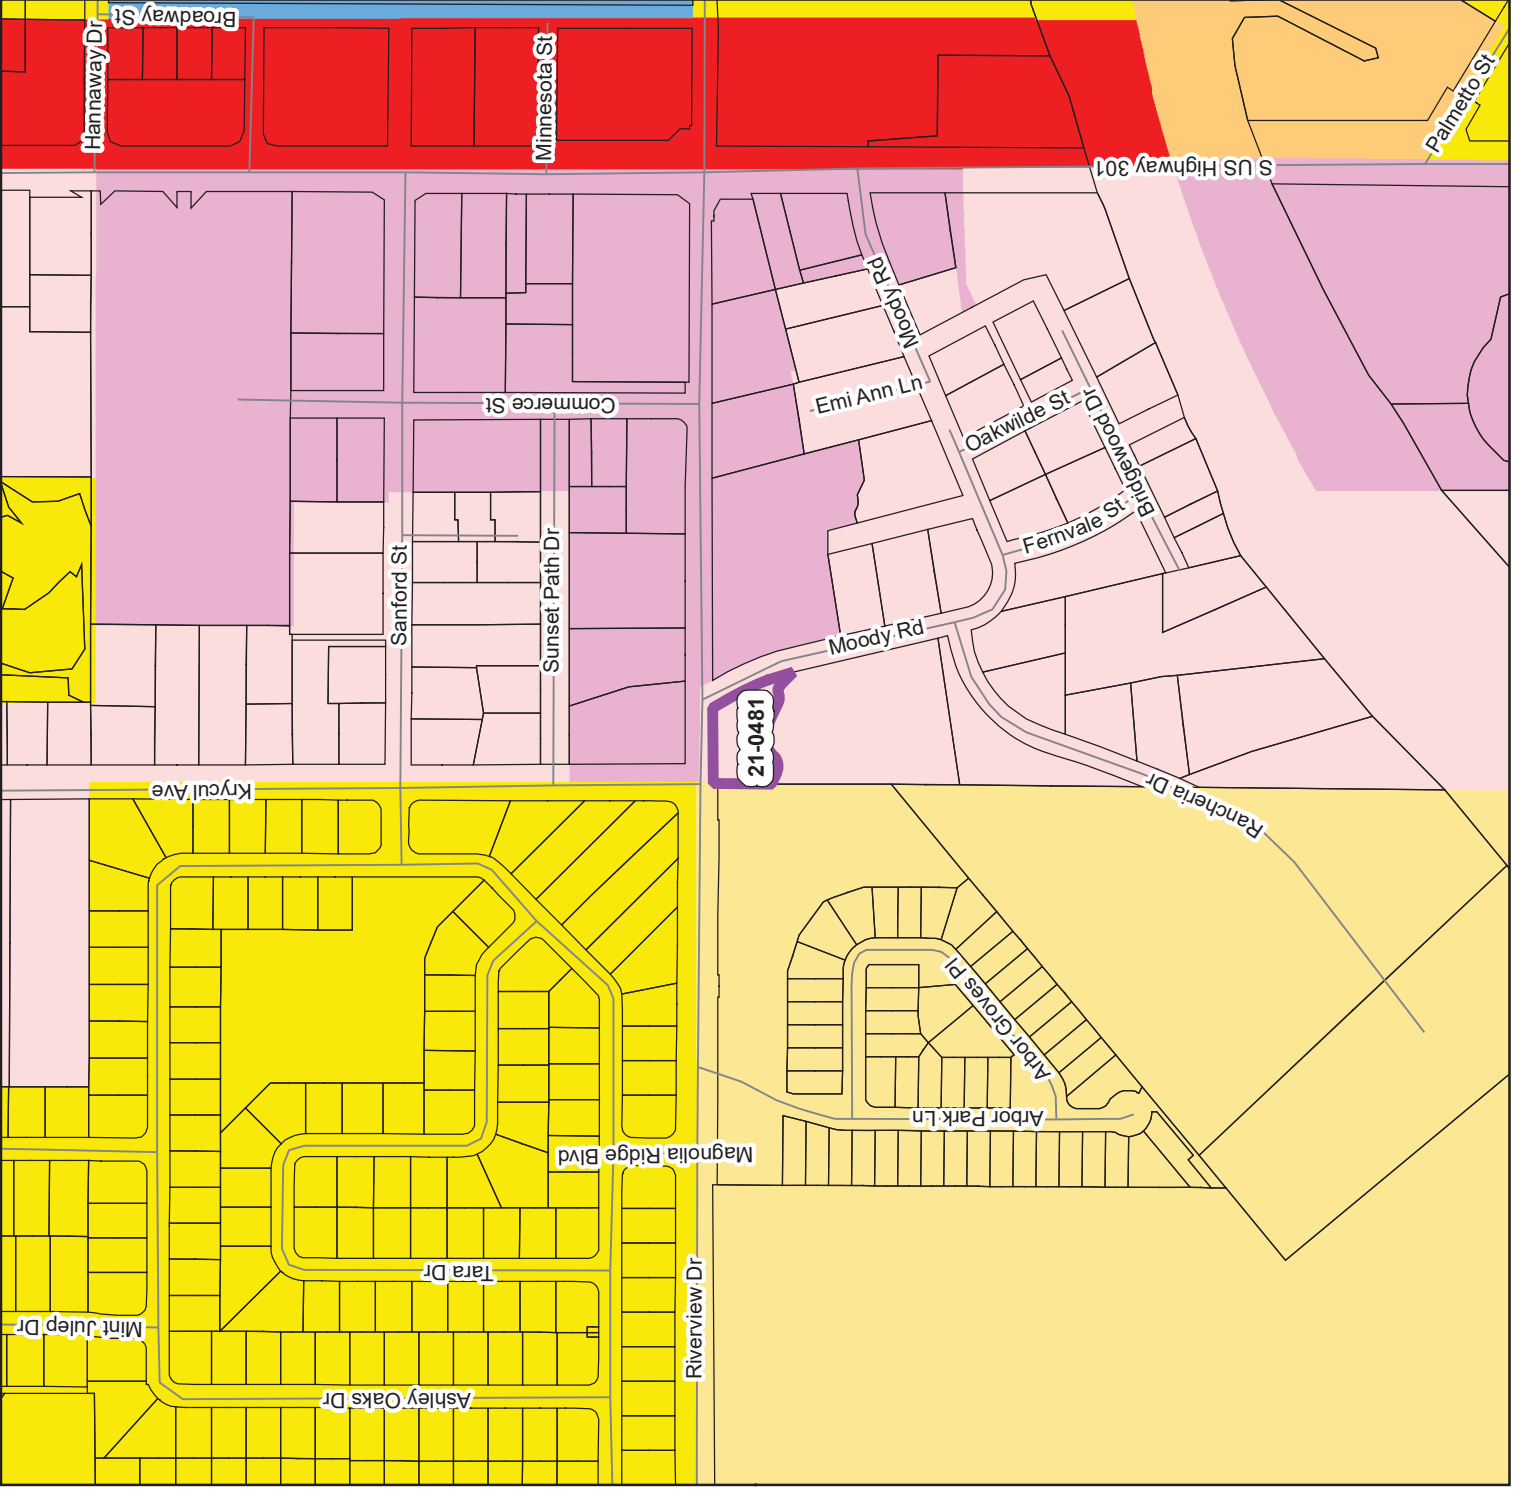 Broadway St
Hannaway Dr
Minnesota St
Palmetto St
S US Highway 301
Moody Rd
Emi Ann Ln
Commerce St
Oakwilde St
Bridgewood Dr
Fernvale St
Sanford St
Sunset Path Dr
Moody Rd
21-0481
Krycul Ave
Rancheria Dr
Arbor Groves Pl
Arbor Park Ln
Magnolia Ridge Blvd
Tara Dr
Riverview Dr
Mint Julep Dr
Ashley Oaks Dr